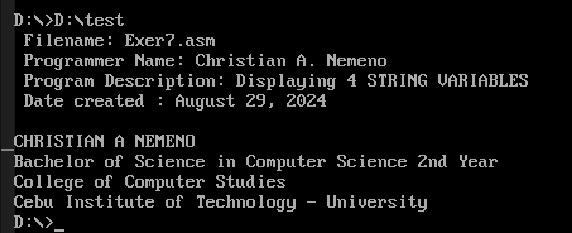 D:\>D:\test
Filename: Exer7.asm
Programmer Name: Christian A. Nemeno
Program Description: Displaying 4 STRING VARIABLES
Date created : August 29, 2024
CHRISTIAN A NEMENO
Bachelor of Science in Computer Science 2nd Year
College of Computer Studies
Cebu Institute of Technology - University
D:\>_